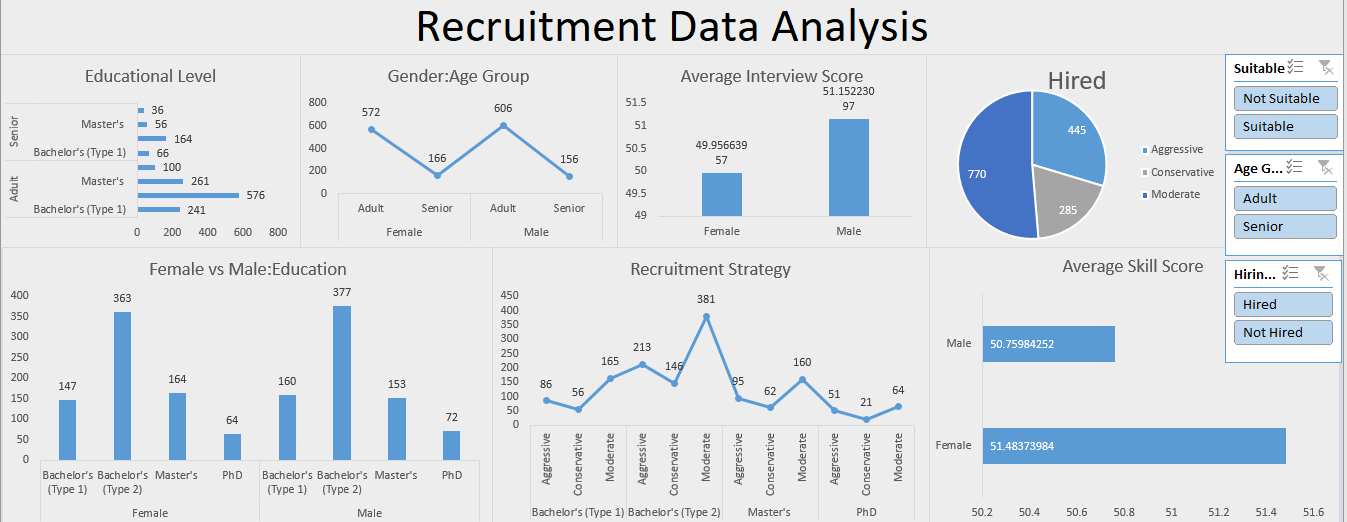 Recruitment Data Analysis
Educational Level
Senior
36
Master's
56
164
Bachelor's (Type 1)
66
Adult
100
Master's
261
576
Bachelor's (Type 1)
241
0 200 400 600 800
Gender:Age Group
800
600
400
200
0
572
166
606
156
Adult Senior Adult Senior
Female Male
Average Interview Score
51.5
51
50.5
50
49.5
49
49.956639
57
51.152230
97
Female Male
Hired
445
285
770
Aggressive
Conservative
Moderate
Suitable
Not Suitable
Suitable
Age G...
Adult
Senior
Hirin...
Hired
Not Hired
Female vs Male:Education
400
350
300
250
200
150
100
50
0
147
363
164
64
160
377
153
72
Bachelor's Bachelor's Master's PhD Bachelor's Bachelor's Master's PhD
(Type 1) (Type 2) (Type 1) (Type 2)
Female Male
Recruitment Strategy
450
400
350
300
250
200
150
100
50
0
86
56
165
213
146
381
95
62
160
51
21
64
Aggressive
Conservative
Moderate
Aggressive
Conservative
Moderate
Aggressive
Conservative
Moderate
Aggressive
Conservative
Moderate
Bachelor's (Type 1) Bachelor's (Type 2) Master's PhD
Average Skill Score
Male
50.75984252
Female
51.48373984
50.2 50.4 50.6 50.8 51 51.2 51.4 51.6